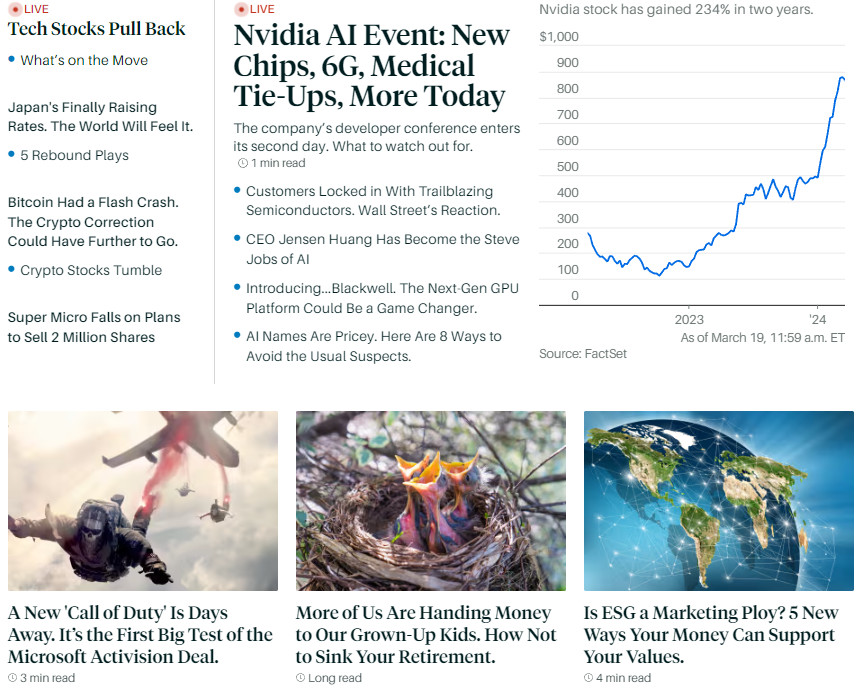 LIVE
Tech Stocks Pull Back
What's on the Move
Japan's Finally Raising
Rates. The World Will Feel It.
5 Rebound Plays
Bitcoin Had a Flash Crash.
The Crypto Correction
Could Have Further to Go.
Crypto Stocks Tumble
Super Micro Falls on Plans
to Sell 2 Million Shares
LIVE
Nvidia AI Event: New
Chips, 6G, Medical
Tie-Ups, More Today
The company's developer conference enters
its second day. What to watch out for.
1 min read
Customers Locked in With Trailblazing
Semiconductors. Wall Street's Reaction.
CEO Jensen Huang Has Become the Steve
Jobs of AI
Introducing...Blackwell. The Next-Gen GPU
Platform Could Be a Game Changer.
AI Names Are Pricey. Here Are 8 Ways to
Avoid the Usual Suspects.
Nvidia stock has gained 234% in two years.
$1,000
900
800
700
600
500
400
300
200
100
0
2023 '24
As of March 19, 11:59 a.m. ET
Source: FactSet
A New 'Call of Duty' Is Days
Away. It's the First Big Test of the
Microsoft Activision Deal.
3 min read
More of Us Are Handing Money
to Our Grown-Up Kids. How Not
to Sink Your Retirement.
Long read
Is ESG a Marketing Ploy? 5 New
Ways Your Money Can Support
Your Values.
4 min read